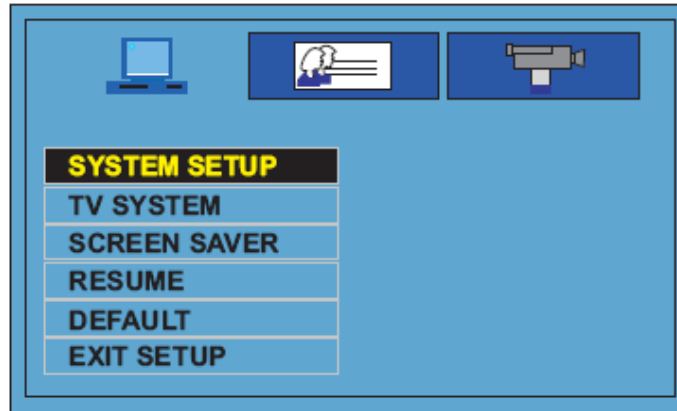 SYSTEM SETUP
TV SYSTEM
SCREEN SAVER
RESUME
DEFAULT
EXIT SETUP